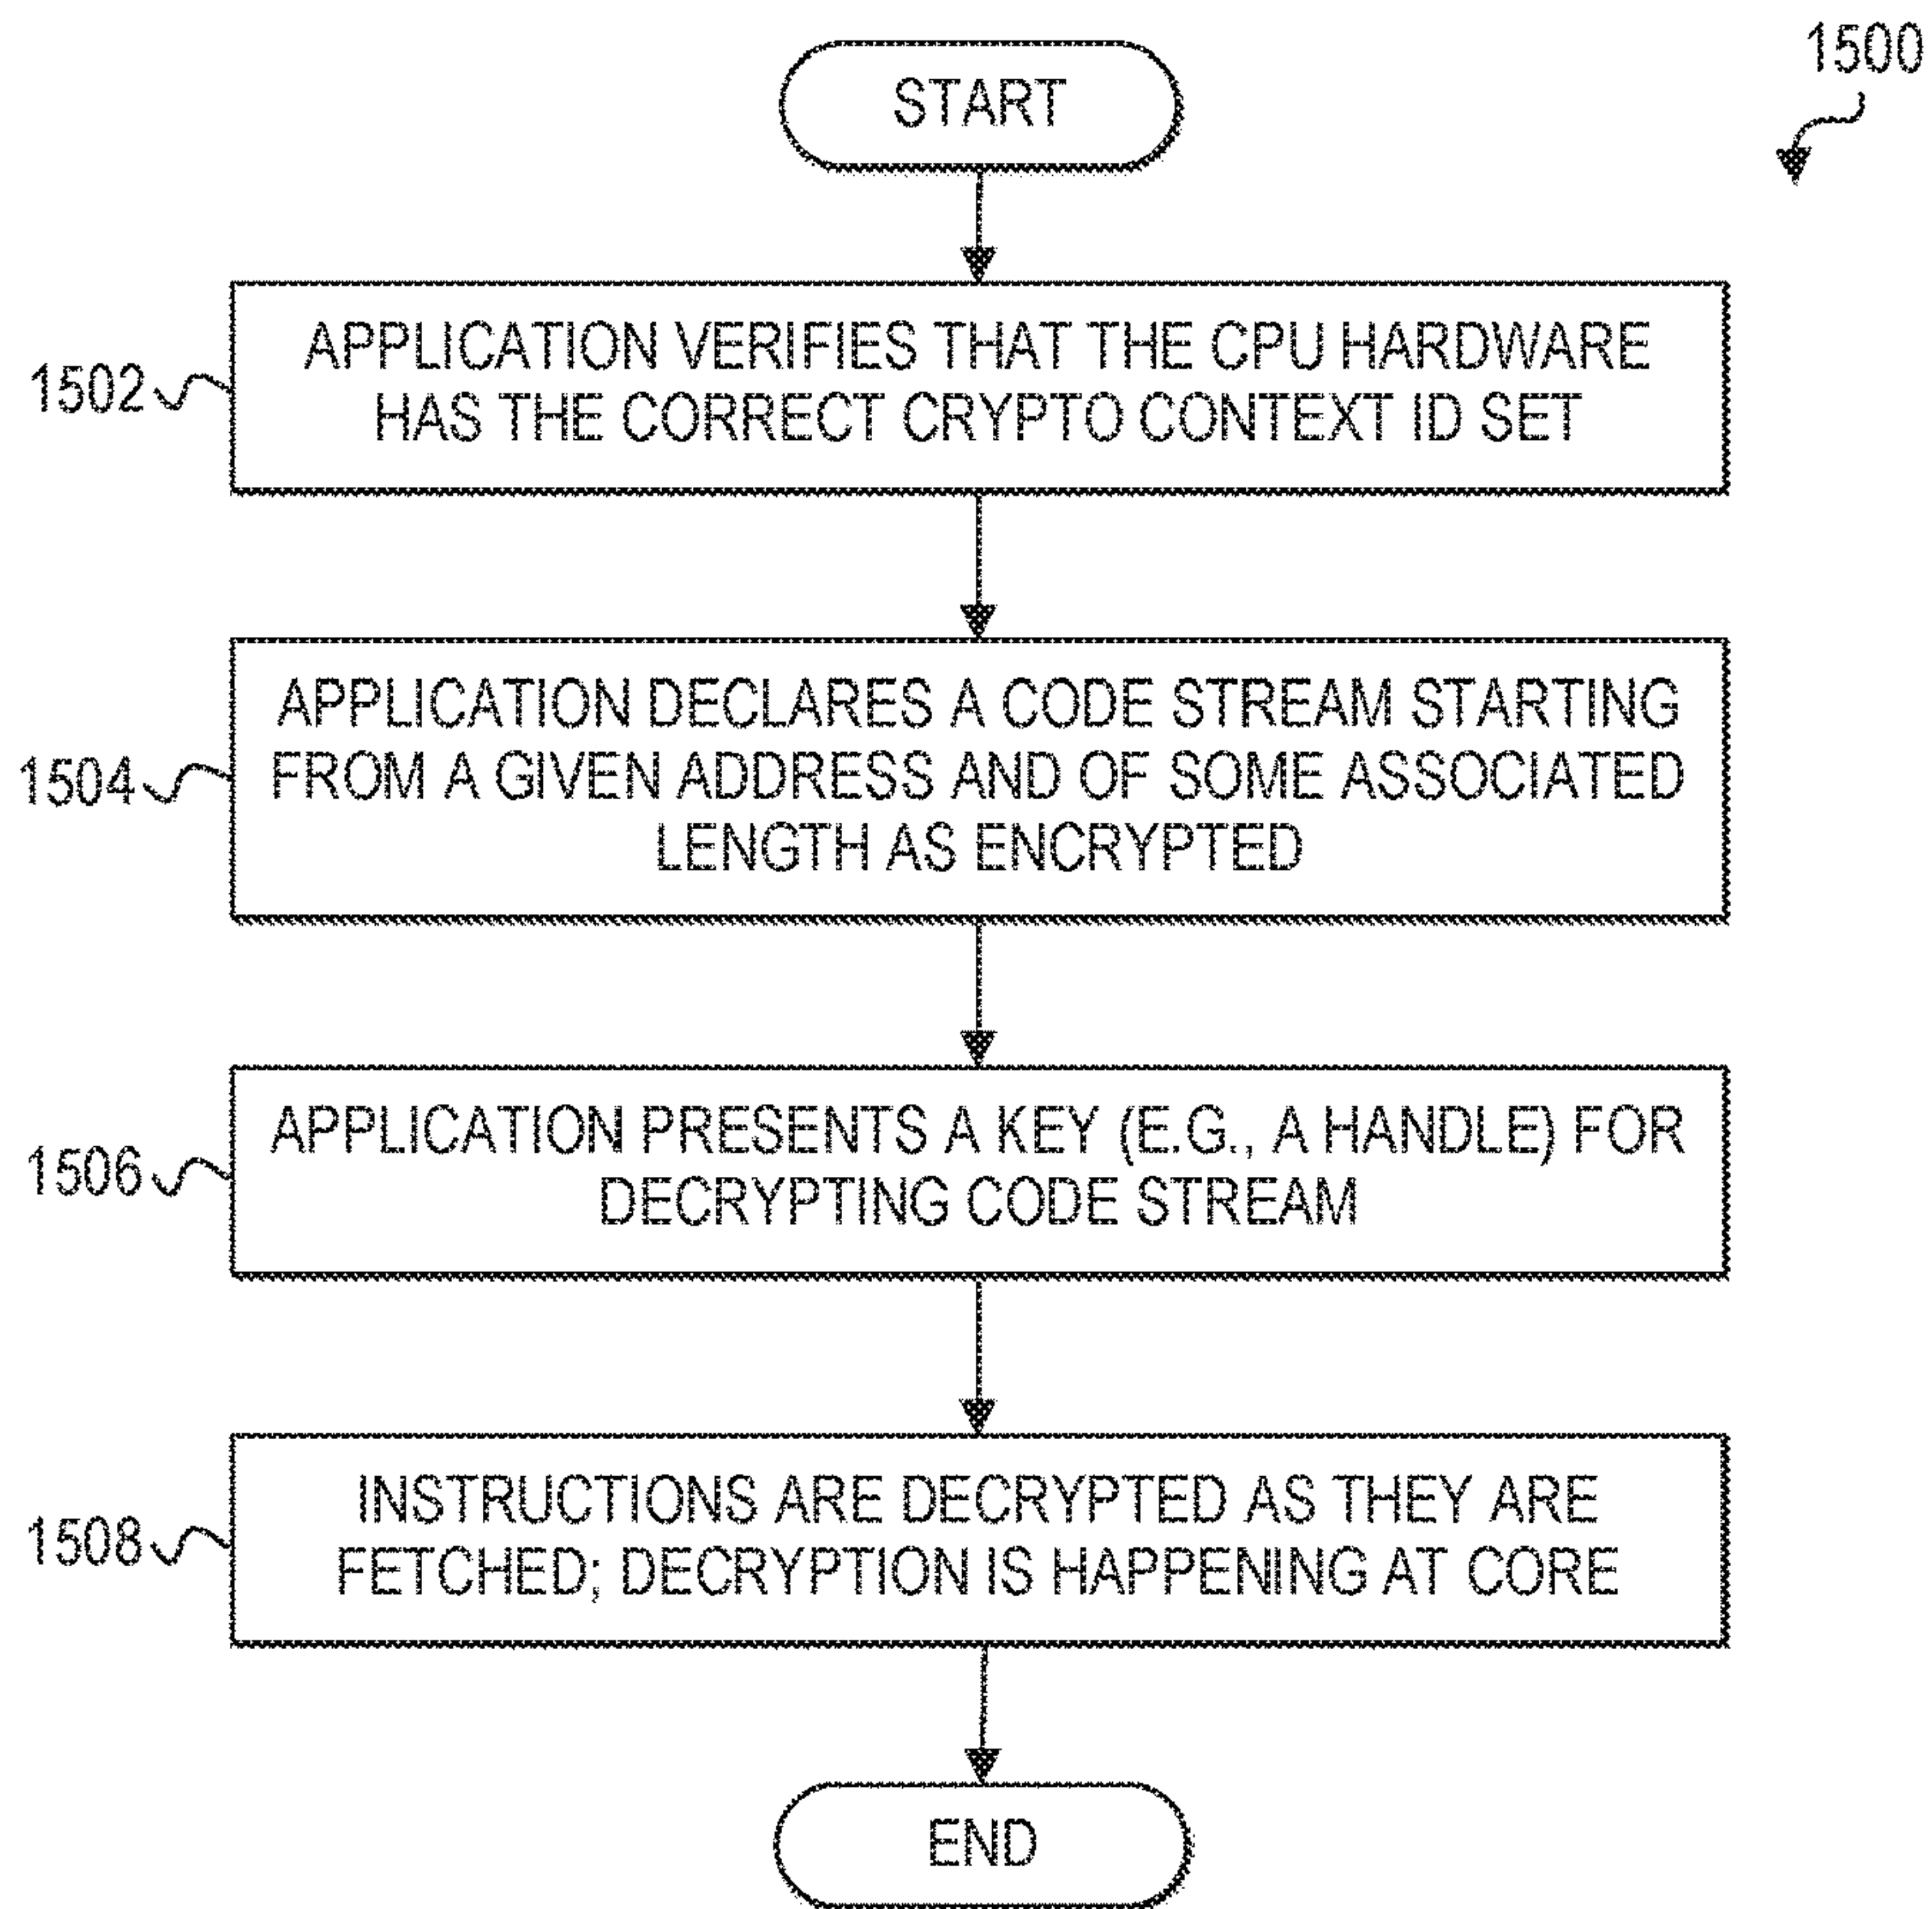 1500
START
1502
APPLICATION VERIFIES THAT THE CPU HARDWARE
HAS THE CORRECT CRYPTO CONTEXT ID SET
1504
APPLICATION DECLARES A CODE STREAM STARTING
FROM A GIVEN ADDRESS AND OF SOME ASSOCIATED
LENGTH AS ENCRYPTED
1506
APPLICATION PRESENTS A KEY (E.G., A HANDLE) FOR
DECRYPTING CODE STREAM
1508
INSTRUCTIONS ARE DECRYPTED AS THEY ARE
FETCHED; DECRYPTION IS HAPPENING AT CORE
END